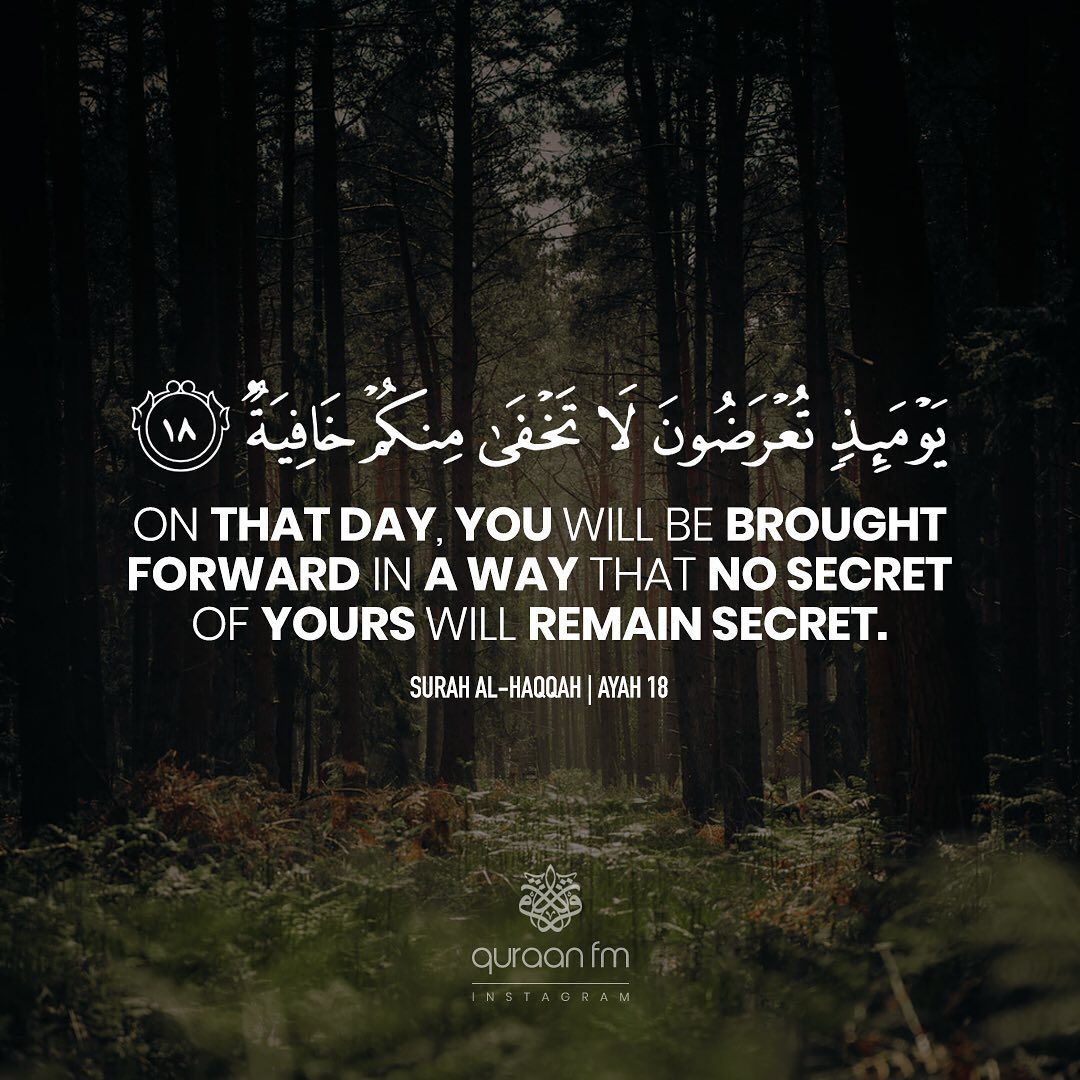 يَوْمَئِذٍ تُعْرَضُونَ لَا تَخْفَىٰ مِنكُمْ خَافِيَةٌ ١٨
ON THAT DAY, YOU WILL BE BROUGHT
FORWARD IN A WAY THAT NO SECRET
OF YOURS WILL REMAIN SECRET.
SURAH AL-HAQQAH | AYAH 18
quraan fm
INSTAGRAM